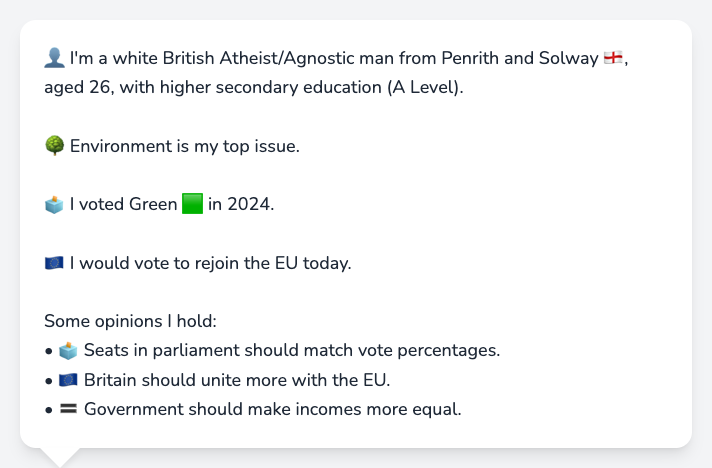 👤 I'm a white British Atheist/Agnostic man from Penrith and Solway 🏴󠁧󠁢󠁥󠁮󠁧󠁿,
aged 26, with higher secondary education (A Level).
🌳 Environment is my top issue.
🗳️ I voted Green 🟩 in 2024.
🇪🇺 I would vote to rejoin the EU today.
Some opinions I hold:
• 🗳️ Seats in parliament should match vote percentages.
• 🇪🇺 Britain should unite more with the EU.
• 🟰 Government should make incomes more equal.